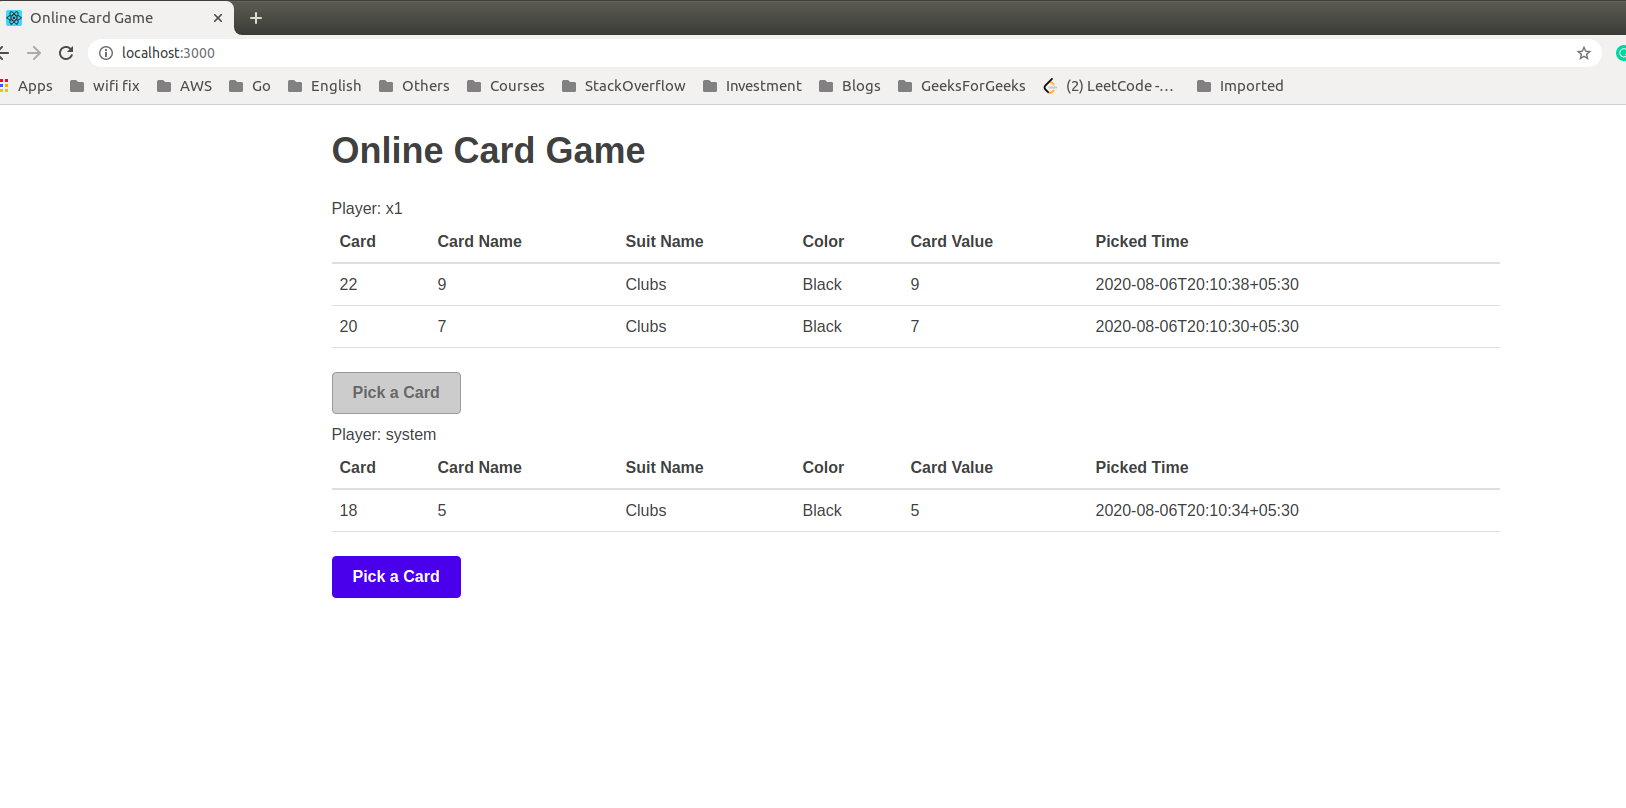 Online Card Game
localhost:3000
Apps wifi fix AWS Go English Others Courses StackOverflow Investment Blogs GeeksForGeeks (2) LeetCode -... Imported
Online Card Game
Player: x1
Card Card Name Suit Name Color Card Value Picked Time
22 9 Clubs Black 9 2020-08-06T20:10:38+05:30
20 7 Clubs Black 7 2020-08-06T20:10:30+05:30
Pick a Card
Player: system
Card Card Name Suit Name Color Card Value Picked Time
18 5 Clubs Black 5 2020-08-06T20:10:34+05:30
Pick a Card